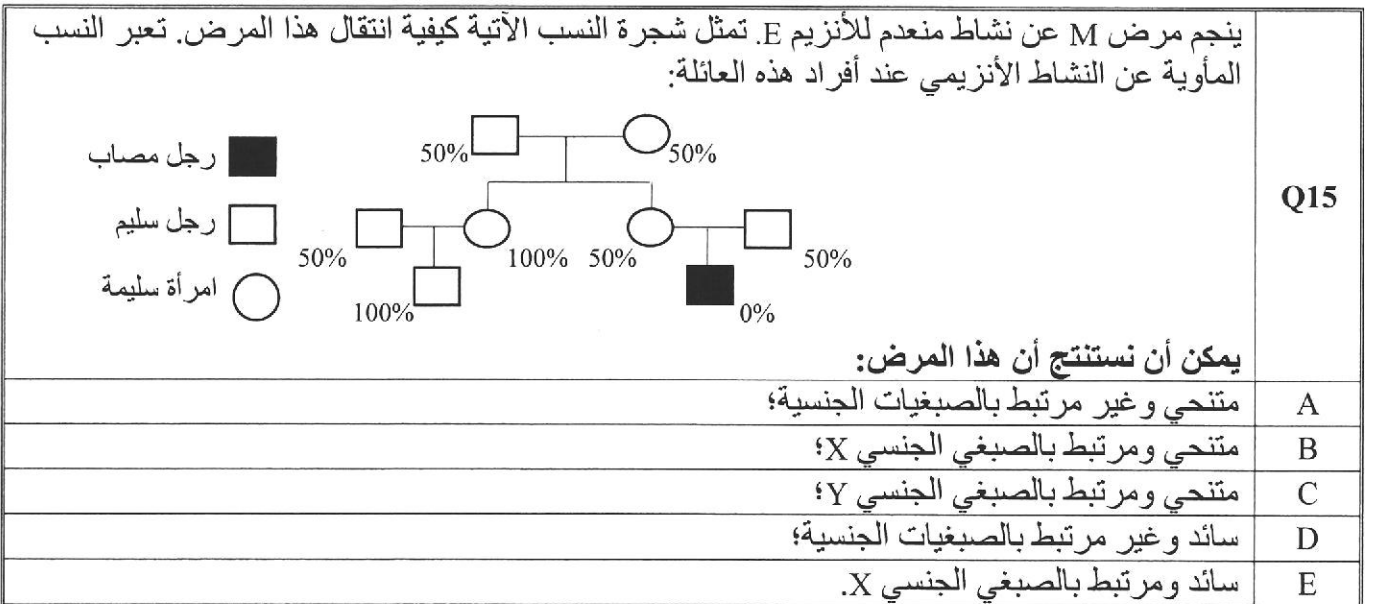 ينجم مرض M عن نشاط منعدم للأنزيم E. تمثل شجرة النسب الآتية كيفية انتقال هذا المرض. تعبر النسب
المأوية عن النشاط الأنزيمي عند أفراد هذه العائلة:
50% 50%
رجل مصاب
Q15
رجل سليم
50% 100% 50% 50%
امرأة سليمة
100% 0%
يمكن أن نستنتج أن هذا المرض:
A متنحي وغير مرتبط بالصبغيات الجنسية؛
B متنحي ومرتبط بالصبغي الجنسي X؛
C متنحي ومرتبط بالصبغي الجنسي Y؛
D سائد وغير مرتبط بالصبغيات الجنسية؛
E سائد ومرتبط بالصبغي الجنسي X.